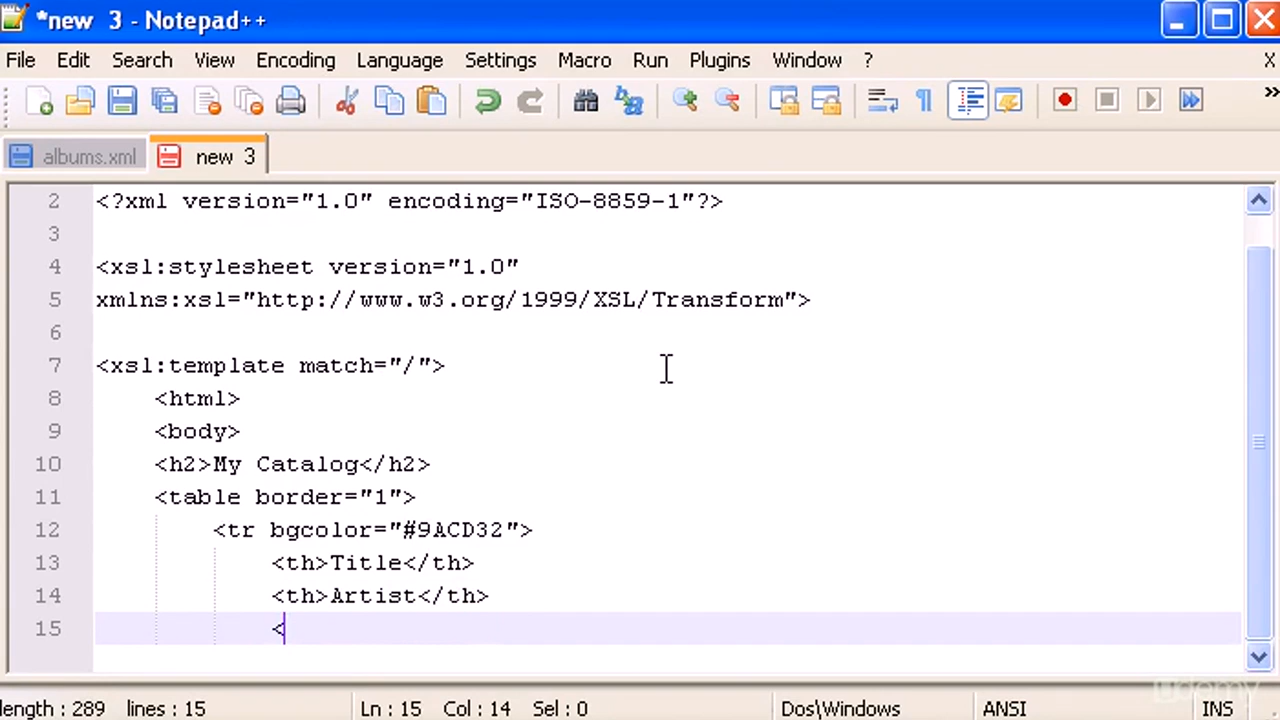 *new 3 - Notepad++
File Edit Search View Encoding Language Settings Macro Run Plugins Window ? X
albums.xml new 3
2 <?xml version="1.0" encoding="ISO-8859-1"?>
3
4 <xsl:stylesheet version="1.0"
5 xmlns:xsl="http://www.w3.org/1999/XSL/Transform">
6
7 <xsl:template match="/">
8 <html>
9 <body>
10 <h2>My Catalog</h2>
11 <table border="1">
12 <tr bgcolor="#9ACD32">
13 <th>Title</th>
14 <th>Artist</th>
15 <
udemy
length : 289 lines : 15 Ln : 15 Col : 14 Sel : 0 Dos\Windows ANSI INS